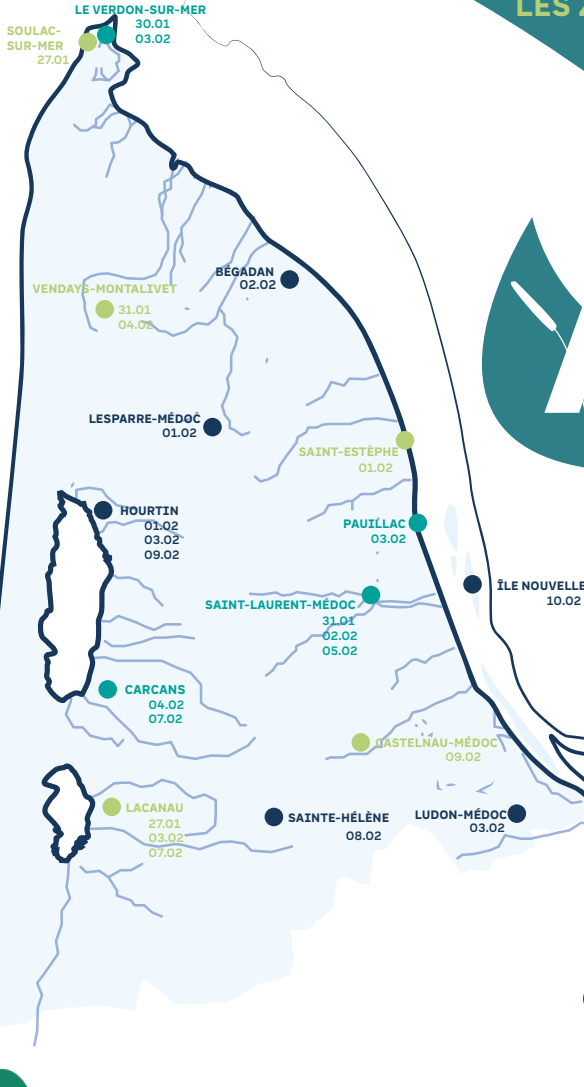 LES
LE VERDON-SUR-MER
30.01
03.02
SOULAC-
SUR-MER
27.01
BÉGADAN
02.02
VENDAYS-MONTALIVET
31.01
04.02
LESPARRE-MÉDOC
01.02
SAINT-ESTÈPHE
01.02
HOURTIN
01.02
03.02
09.02
PAUILLAC
03.02
ÎLE NOUVELLE
10.02
SAINT-LAURENT-MÉDOC
31.01
02.02
05.02
CARCANS
04.02
07.02
CASTELNAU-MÉDOC
09.02
LACANAU
27.01
03.02
07.02
SAINTE-HÉLÈNE
08.02
LUDON-MÉDOC
03.02